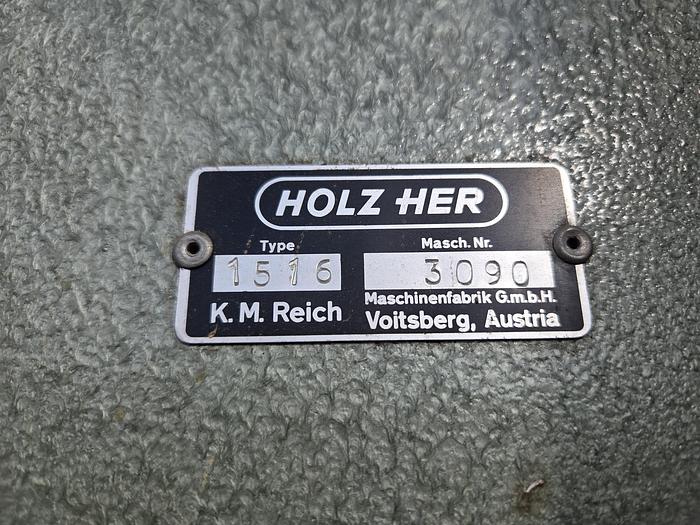 HOLZ-HER
Type Masch. Nr.
1516 3090
K. M. Reich Maschinenfabrik G.m.b.H.
Voitsberg, Austria